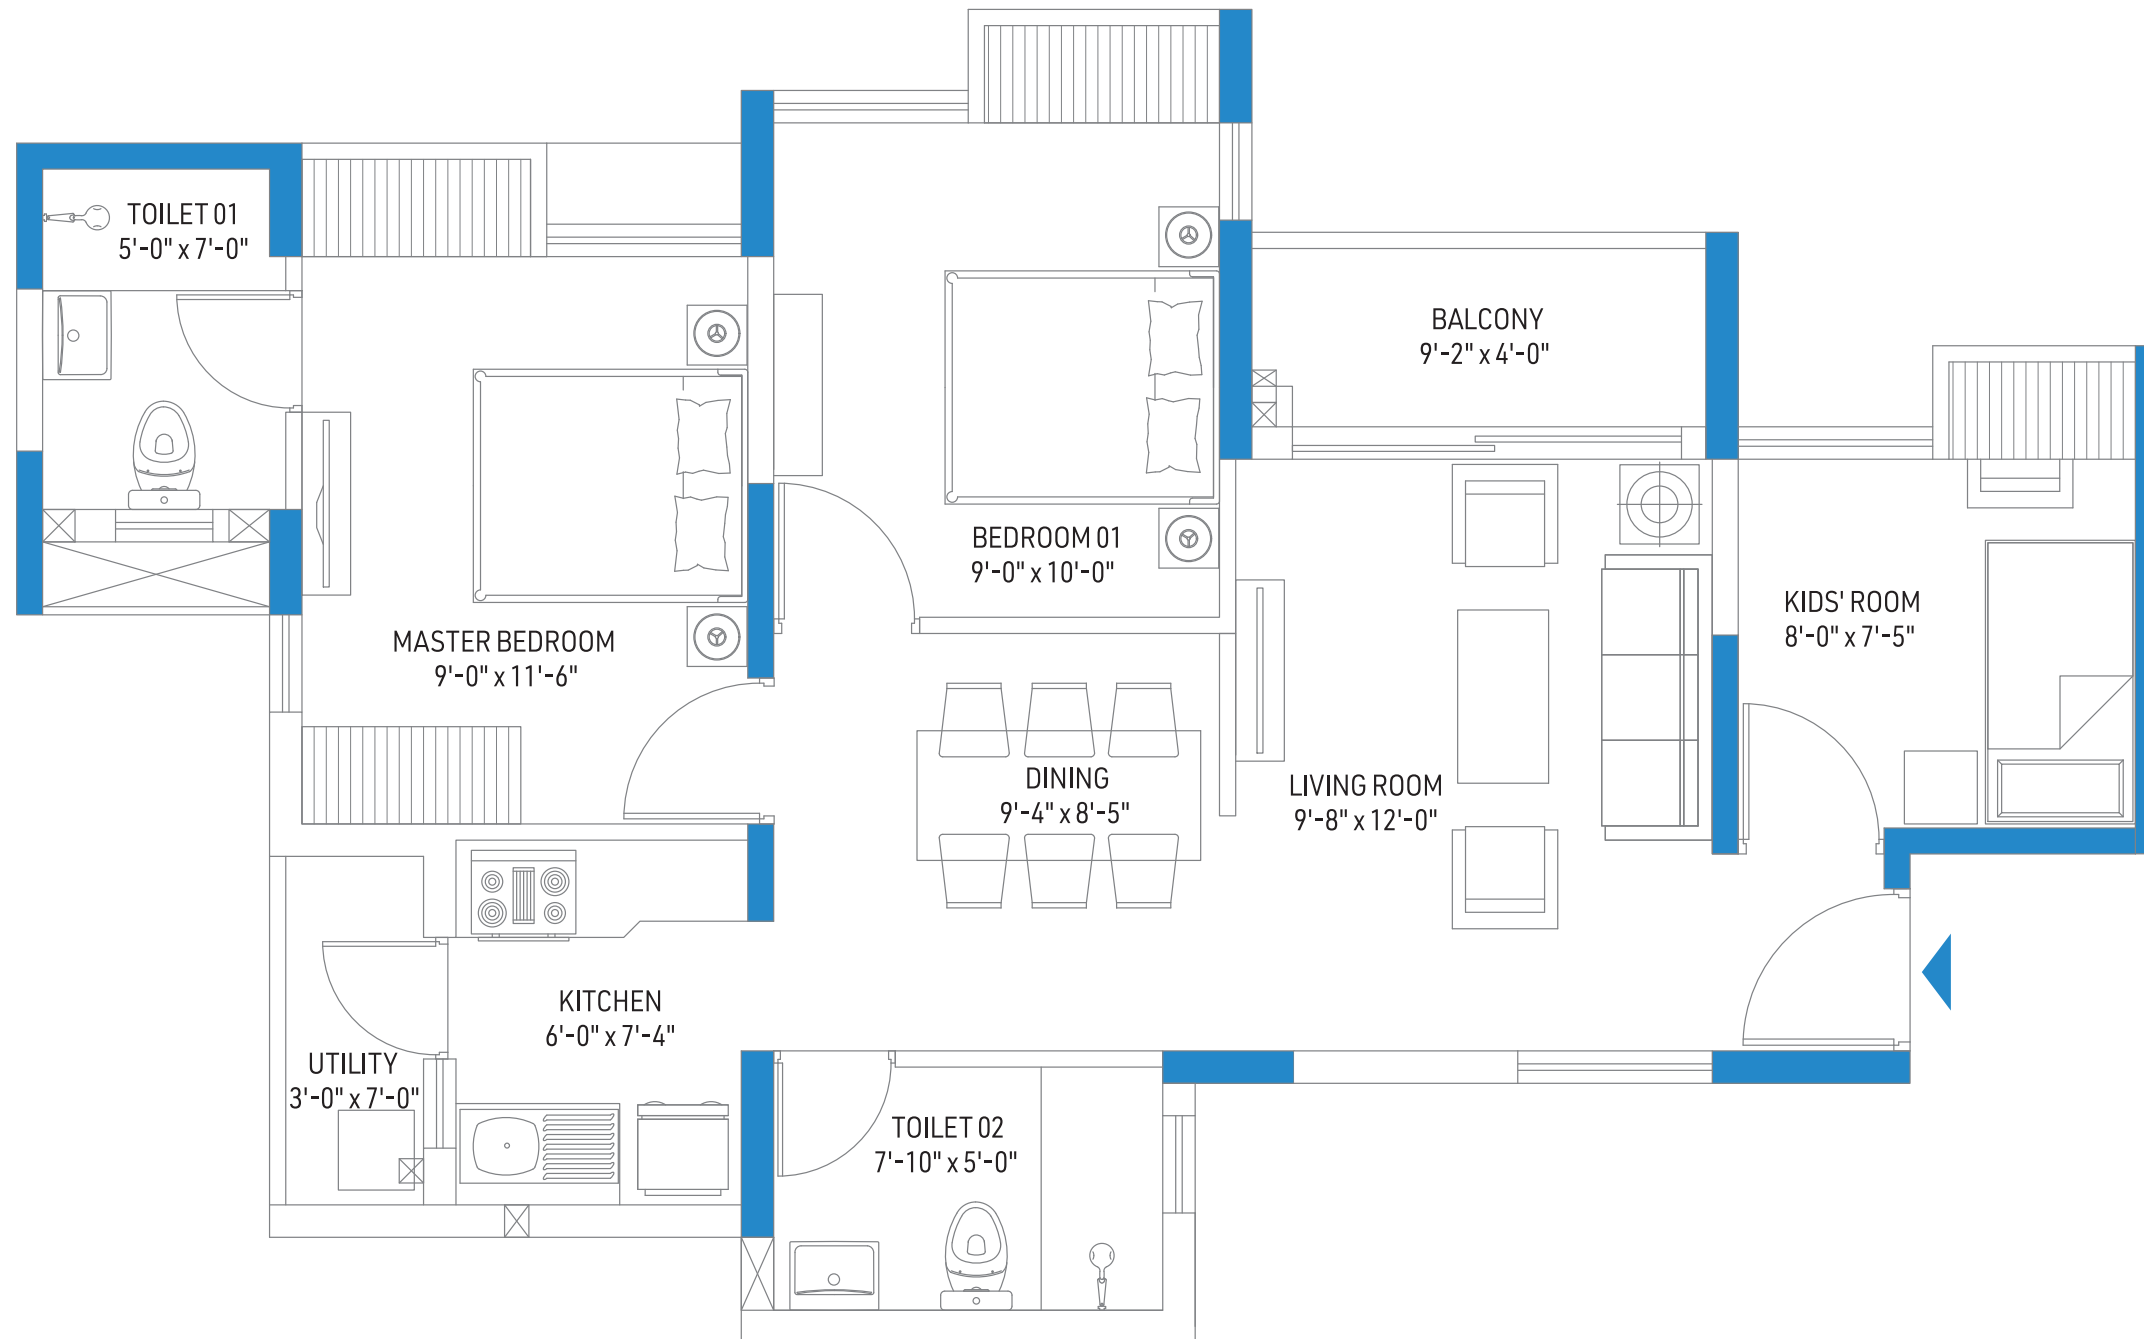 TOILET 01
5'-0" x 7'-0"
BALCONY
9'-2" x 4'-0"
BEDROOM 01
9'-0" x 10'-0"
KIDS' ROOM
8'-0" x 7'-5"
MASTER BEDROOM
9'-0" x 11'-6"
DINING
9'-4" x 8'-5"
LIVING ROOM
9'-8" x 12'-0"
KITCHEN
6'-0" x 7'-4"
UTILITY
3'-0" x 7'-0"
TOILET 02
7'-10" x 5'-0"